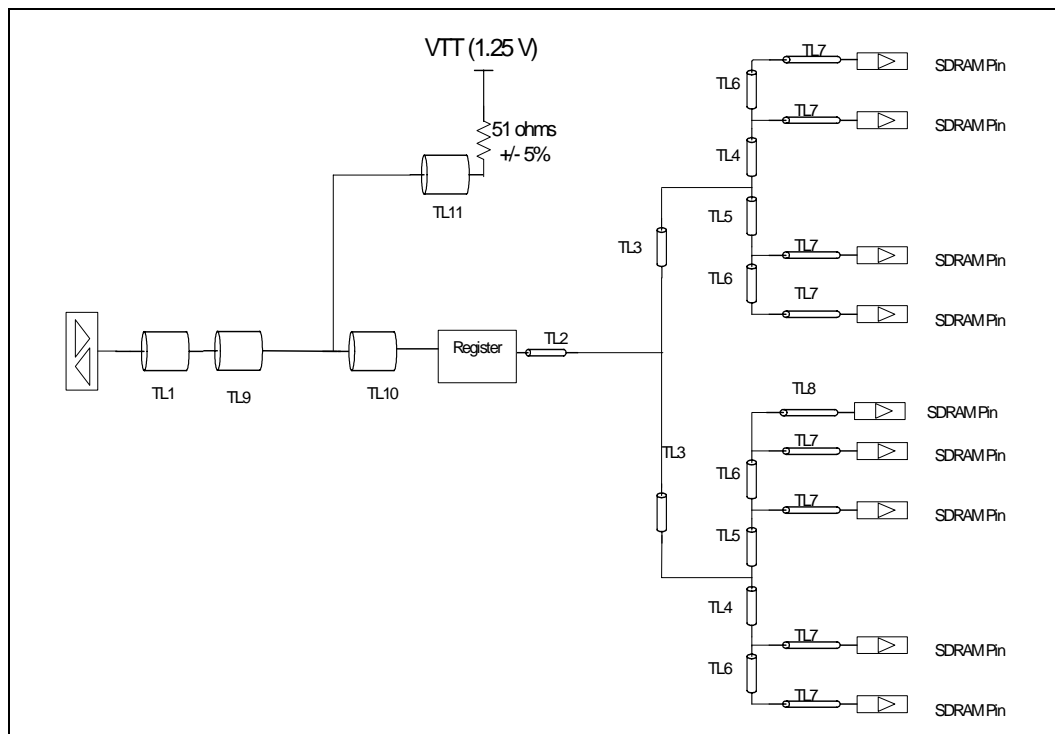 VTT (1.25 V)
51 ohms
+/- 5%
TL11
TL1
TL9
TL10
Register
TL2
TL3
TL3
TL7
SDRAM Pin
TL6
TL7
SDRAM Pin
TL4
TL5
TL7
SDRAM Pin
TL6
TL7
SDRAM Pin
TL8
SDRAM Pin
TL7
SDRAM Pin
TL6
TL7
SDRAM Pin
TL5
TL4
TL7
SDRAM Pin
TL6
TL7
SDRAM Pin